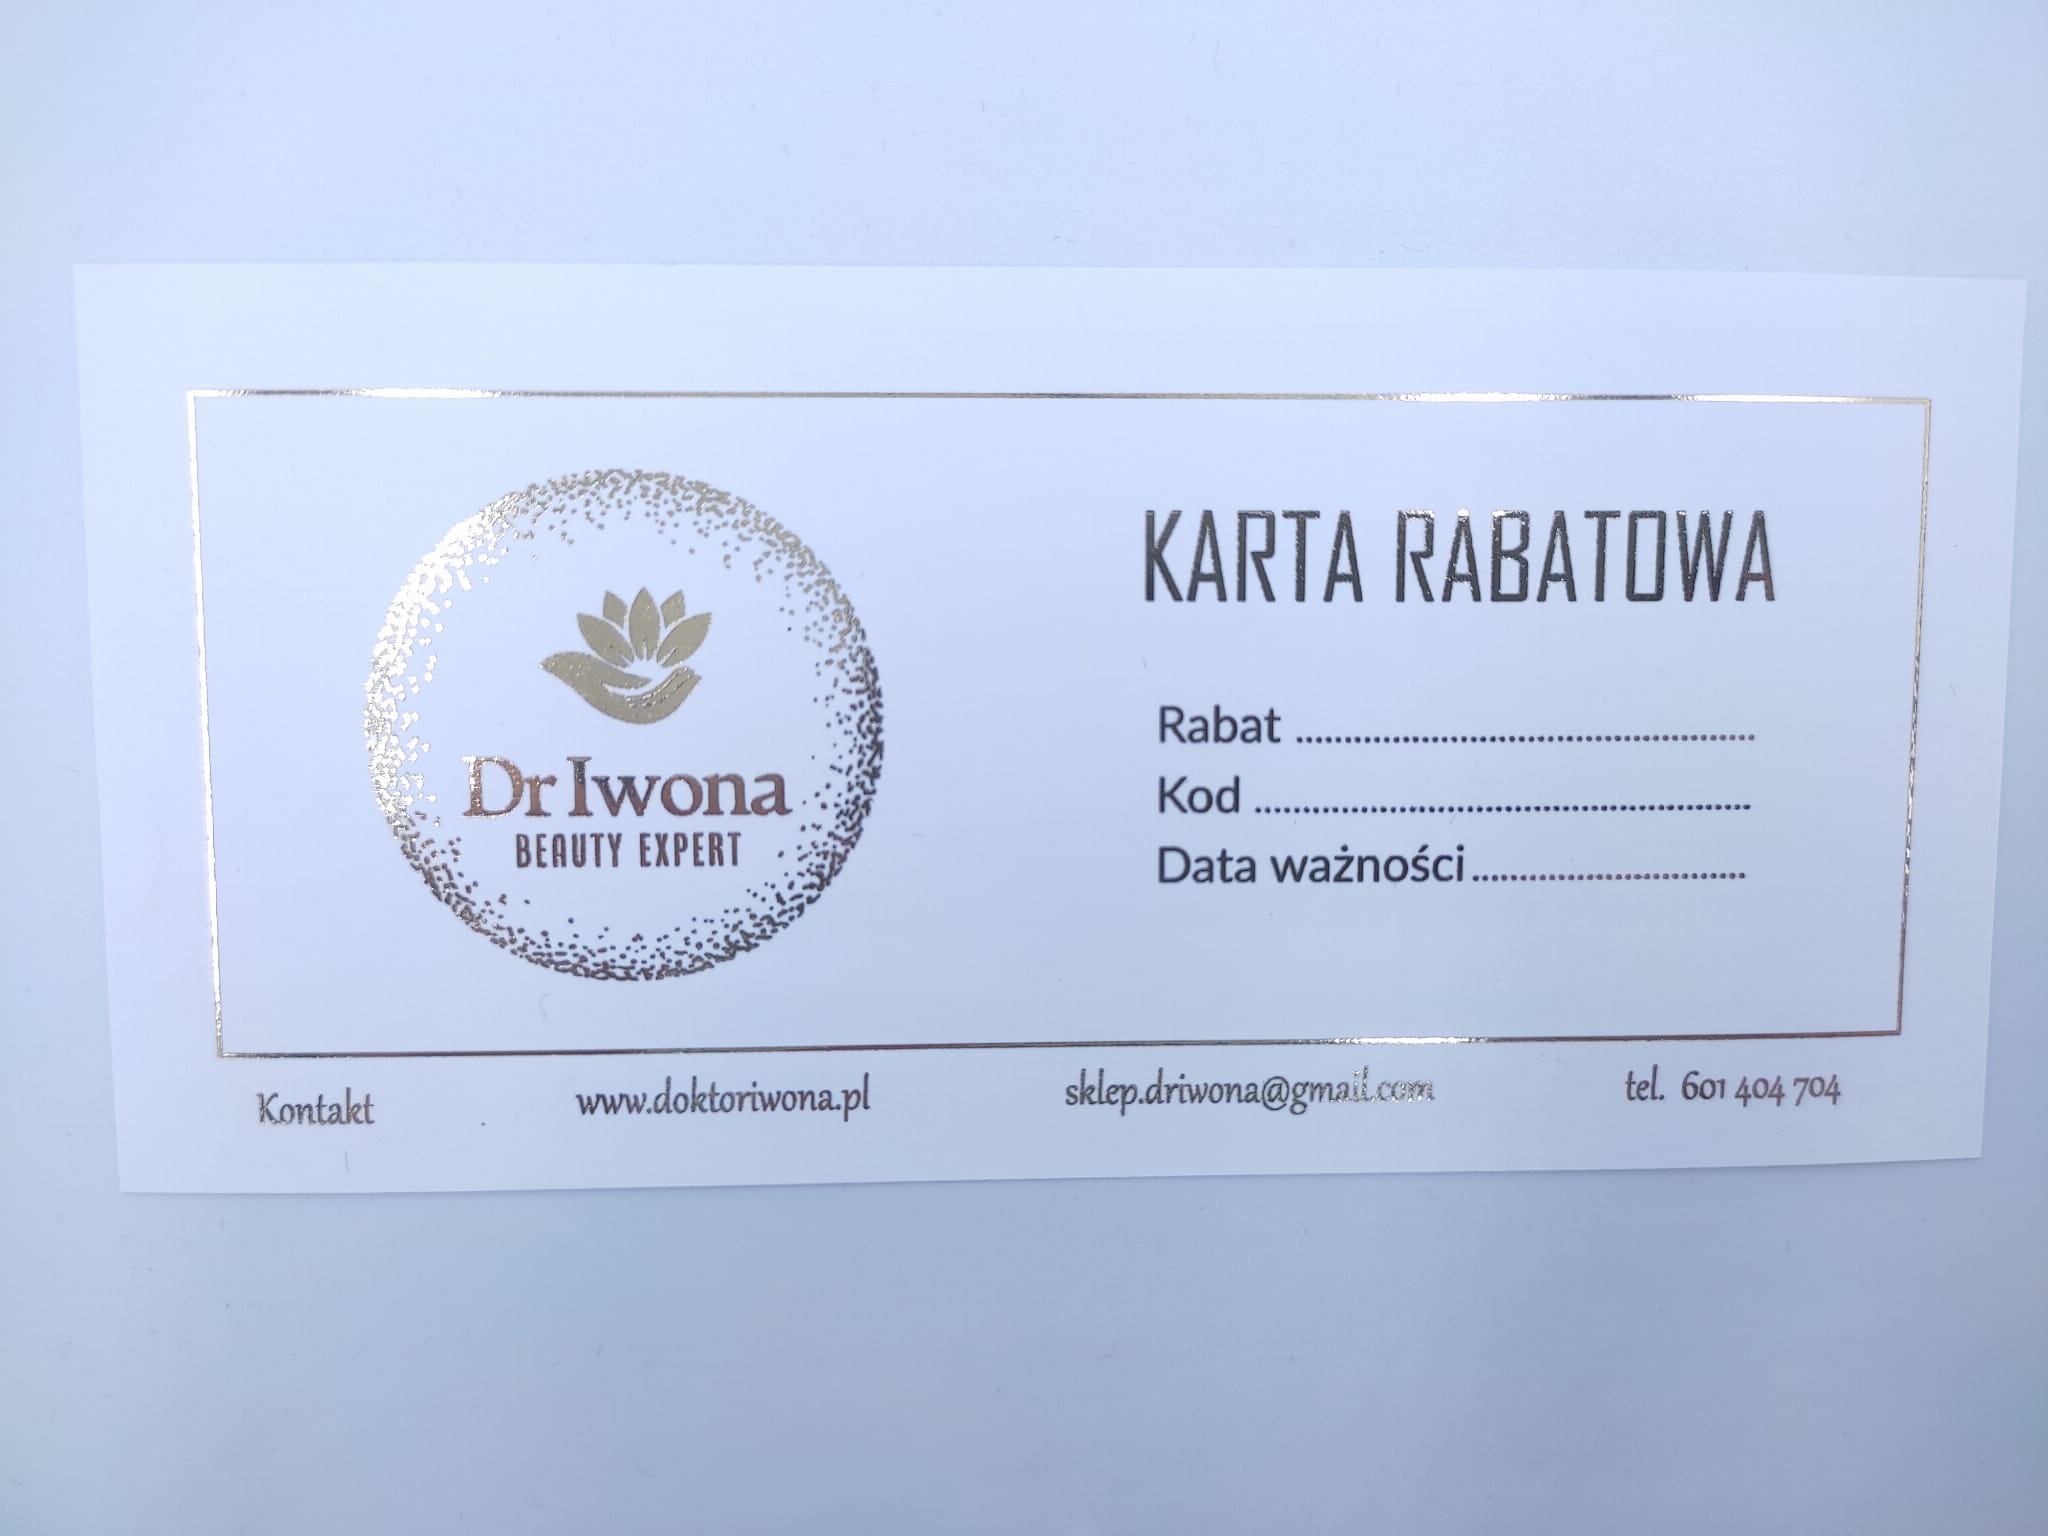 Dr Iwona
BEAUTY EXPERT
KARTA RABATOWA
Rabat ..........................................................
Kod ..............................................................
Data ważności..................................
Kontakt www.doktoriwona.pl sklep.driwona@gmail.com tel. 601 404 704